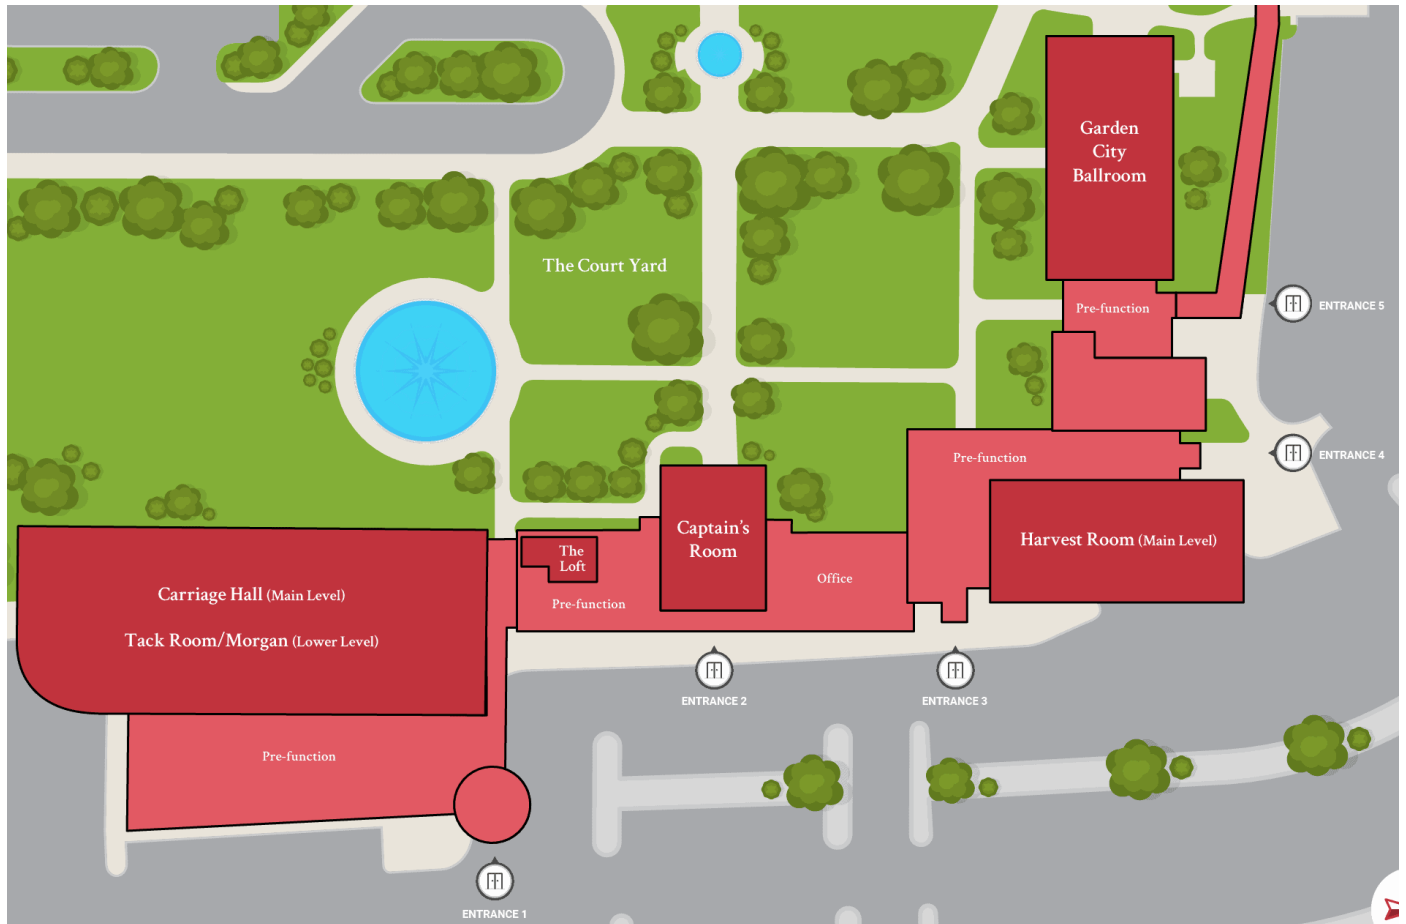 Garden
City
Ballroom
The Court Yard
Pre-function
ENTRANCE 5
Pre-function
ENTRANCE 4
Captain's
Room
Harvest Room (Main Level)
The
Loft
Office
Pre-function
Carriage Hall (Main Level)
Tack Room/Morgan (Lower Level)
ENTRANCE 2
ENTRANCE 3
Pre-function
ENTRANCE 1